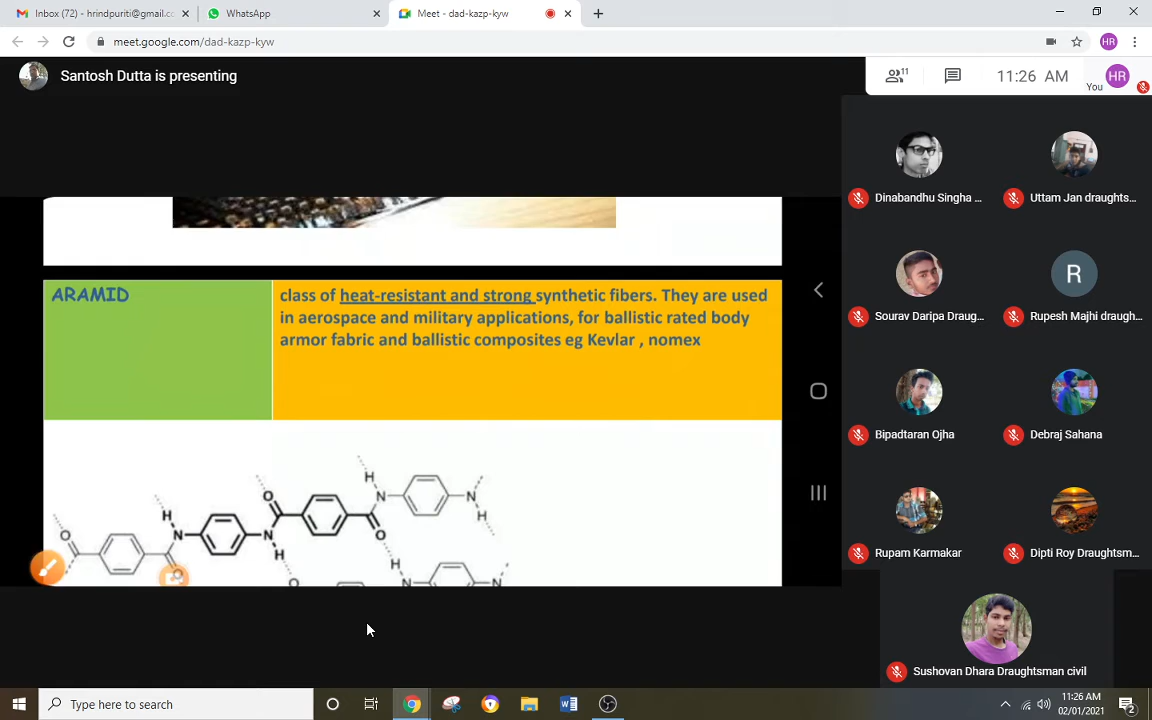 Inbox (72) - hrindpuriti@gmail.cc
WhatsApp
Meet - dad-kazp-kyw
meet.google.com/dad-kazp-kyw
HR
Santosh Dutta is presenting
11
11:26 AM
You
HR
Dinabandhu Singha ...
Uttam Jan draughts...
ARAMID
class of heat-resistant and strong synthetic fibers. They are used
in aerospace and military applications, for ballistic rated body
armor fabric and ballistic composites eg Kevlar , nomex
R
Sourav Daripa Draug...
Rupesh Majhi draugh...
Bipadtaran Ojha
Debraj Sahana
H
O
N
N
H
H
O
N
O
N
O
H
H
O
N
N
Rupam Karmakar
Dipti Roy Draughtsm...
Sushovan Dhara Draughtsman civil
Type here to search
11:26 AM
02/01/2021
2